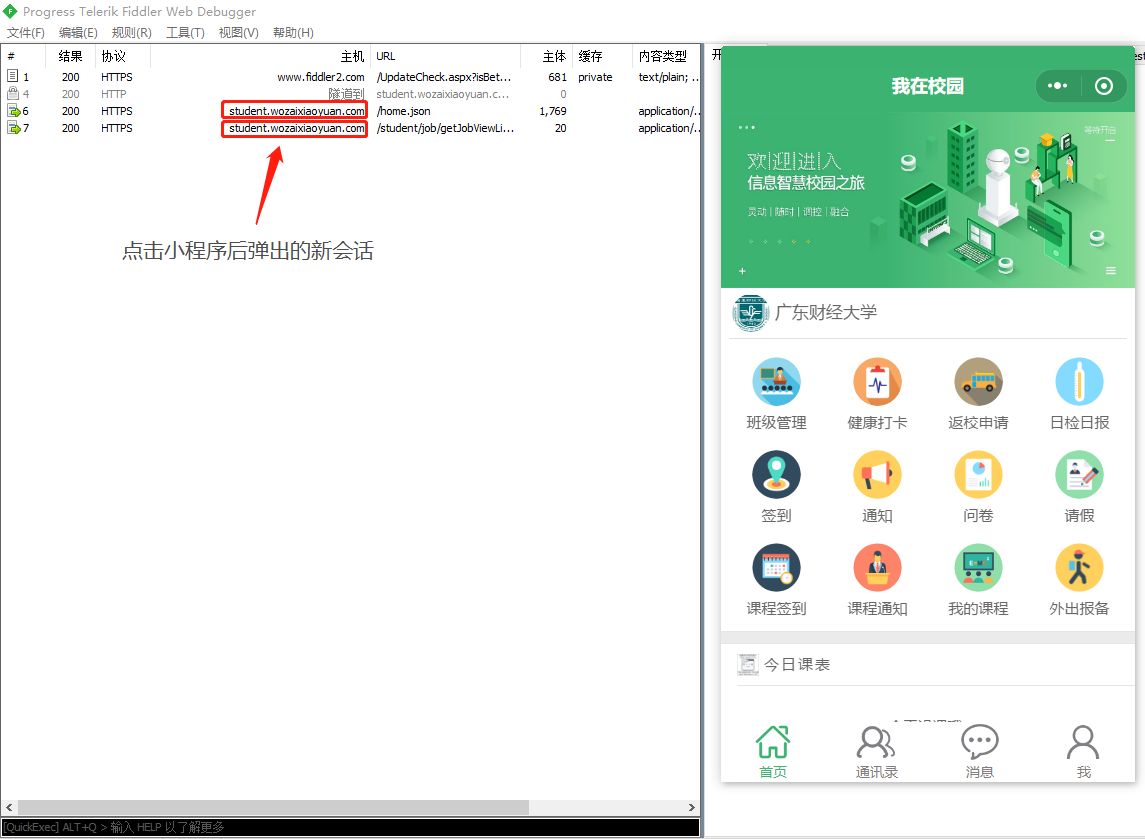 Progress Telerik Fiddler Web Debugger
文件(F) 编辑(E) 规则(R) 工具(T) 视图(V) 帮助(H)
# 结果 协议 主机 URL 主体 缓存 内容类型
1 200 HTTPS www.fiddler2.com /UpdateCheck.aspx?isBet... 681 private text/plain; ..
4 200 HTTP 隧道到 student.wozaixiaoyuan.c... 0
6 200 HTTPS student.wozaixiaoyuan.com /home.json 1,769 application/..
7 200 HTTPS student.wozaixiaoyuan.com /student/job/getJobViewLi... 20 application/..
点击小程序后弹出的新会话
[QuickExec] ALT+Q > 输入 HELP 以了解更多
开
est
我在校园
等待开启
欢|迎|进|入
信息智慧校园之旅
灵动 | 随时 | 调控 | 融合
广东财经大学
班级管理 健康打卡 返校申请 日检日报
签到 通知 问卷 请假
课程签到 课程通知 我的课程 外出报备
今日课表
首页 通讯录 消息 我